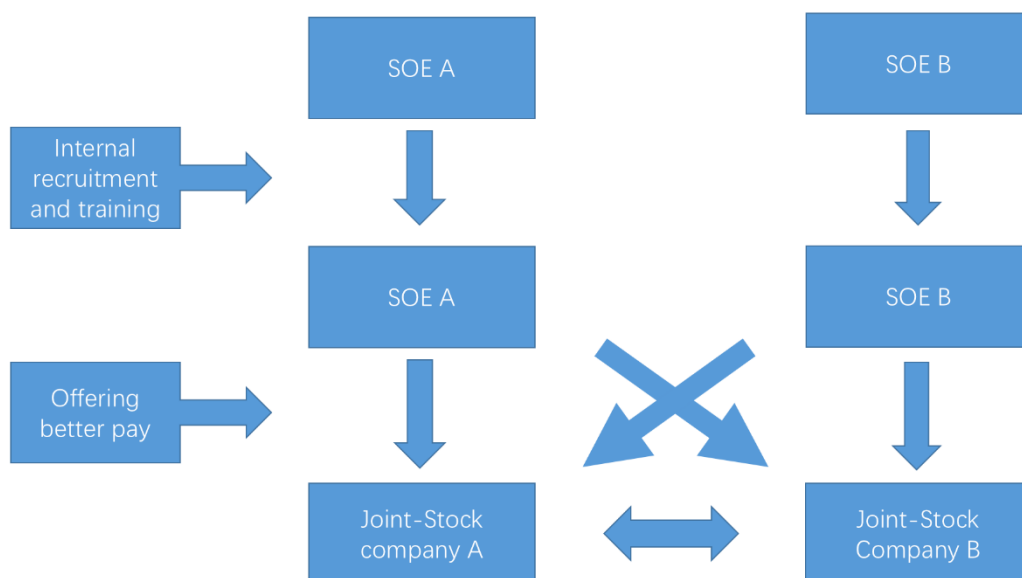 SOE A
SOE B
Internal
recruitment
and training
SOE A
SOE B
Offering
better pay
Joint-Stock
company A
Joint-Stock
Company B